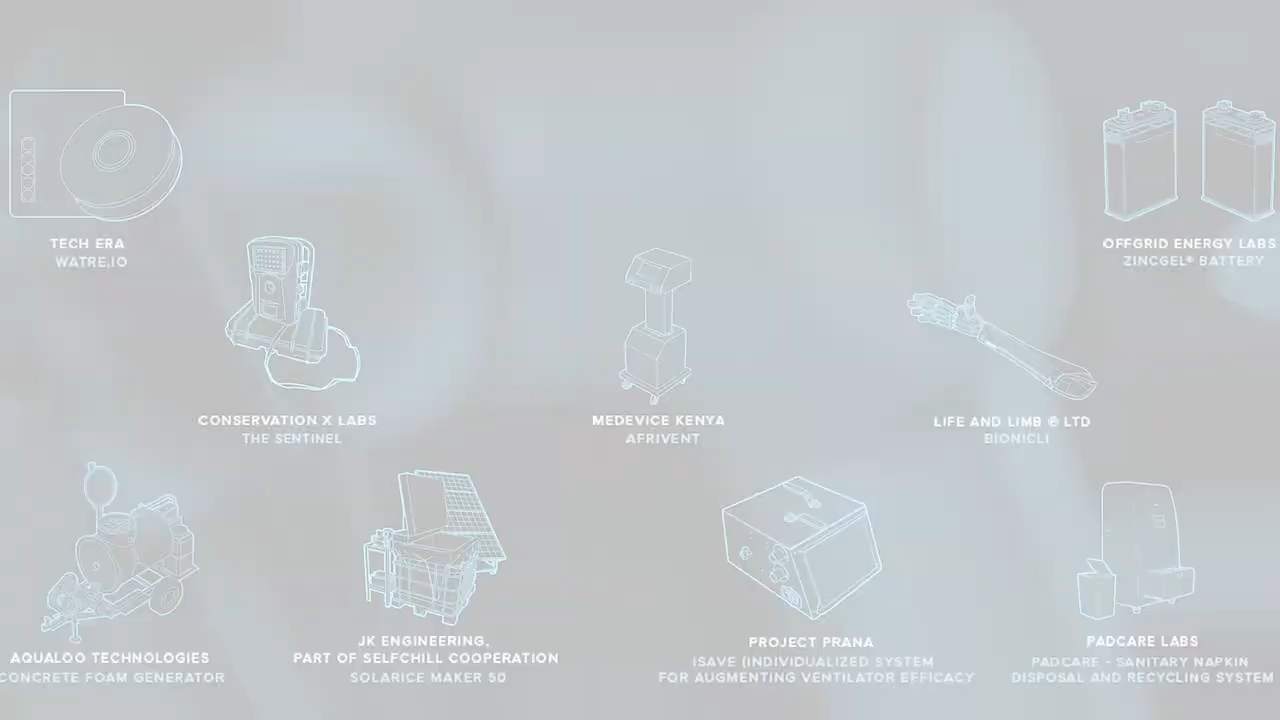 TECH ERA
WATRE.IO
OFFGRID ENERGY LABS
ZINCGEL® BATTERY
CONSERVATION X LABS
THE SENTINEL
MEDEVICE KENYA
AFRIVENT
LIFE AND LIMB ® LTD
BIONICLI
AQUALOO TECHNOLOGIES
CONCRETE FOAM GENERATOR
JK ENGINEERING,
PART OF SELFCHILL COOPERATION
SOLARICE MAKER 50
PROJECT PRANA
ISAVE (INDIVIDUALIZED SYSTEM
FOR AUGMENTING VENTILATOR EFFICACY
PADCARE LABS
PADCARE - SANITARY NAPKIN
DISPOSAL AND RECYCLING SYSTEM